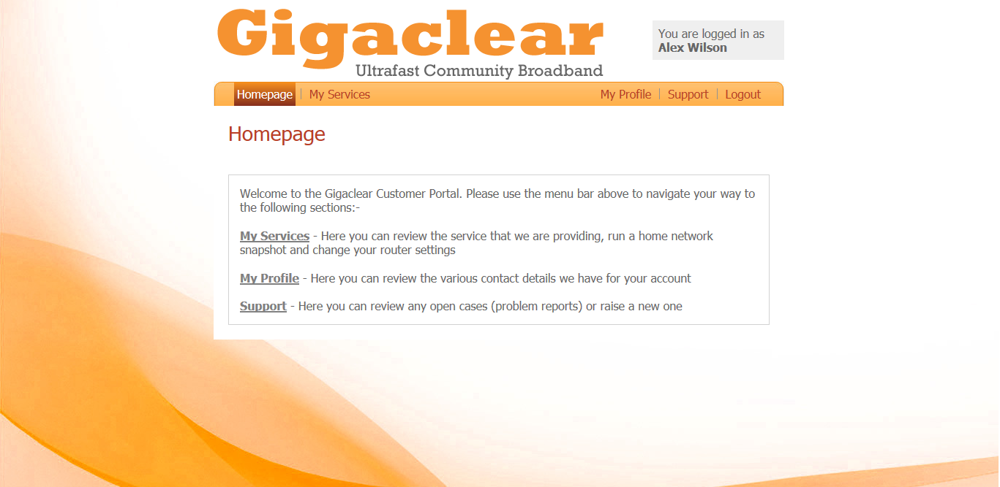 Gigaclear
Ultrafast Community Broadband
You are logged in as
Alex Wilson
Homepage My Services My Profile Support Logout
Homepage
Welcome to the Gigaclear Customer Portal. Please use the menu bar above to navigate your way to
the following sections:-
My Services - Here you can review the service that we are providing, run a home network
snapshot and change your router settings
My Profile - Here you can review the various contact details we have for your account
Support - Here you can review any open cases (problem reports) or raise a new one